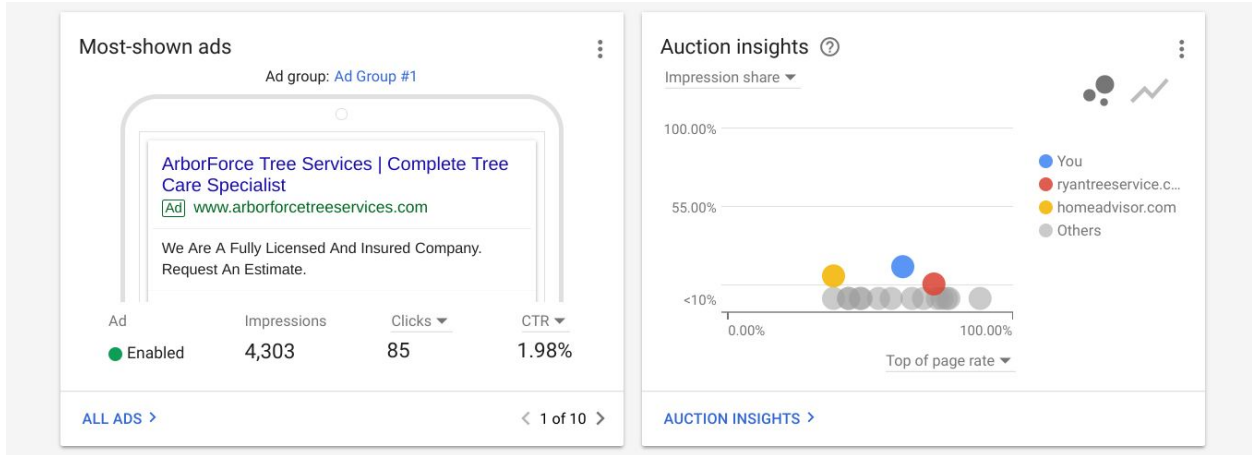 Most-shown ads
Ad group: Ad Group #1
ArborForce Tree Services | Complete Tree
Care Specialist
Ad www.arborforcetreeservices.com
We Are A Fully Licensed And Insured Company.
Request An Estimate.
Ad Impressions Clicks CTR
Enabled 4,303 85 1.98%
ALL ADS 1 of 10
Auction insights ?
Impression share
100.00%
55.00%
<10%
0.00% 100.00%
Top of page rate
You
ryantreeservice.c...
homeadvisor.com
Others
AUCTION INSIGHTS